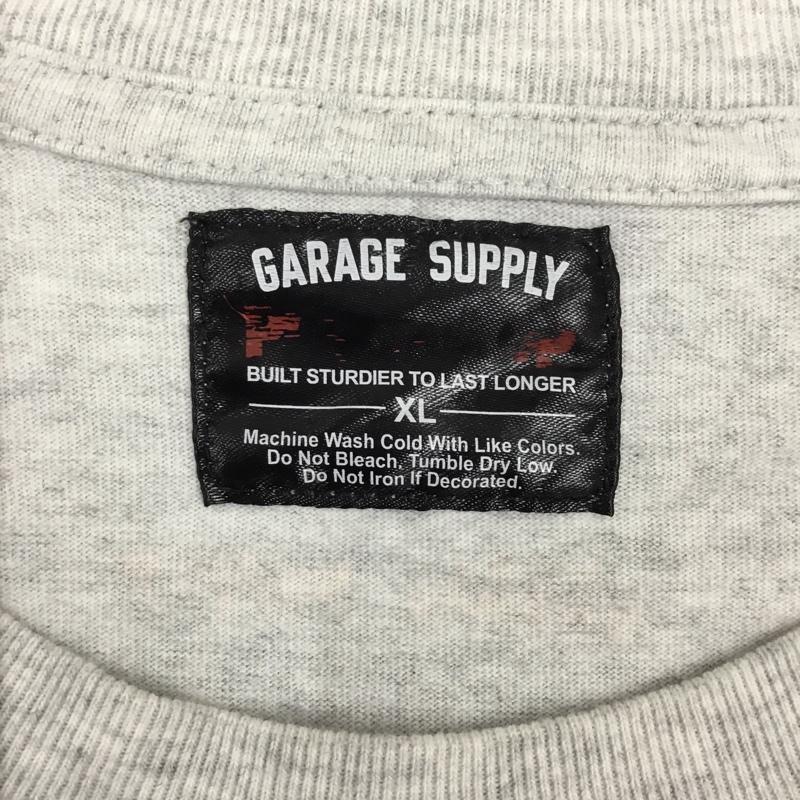 GARAGE SUPPLY
BUILT STURDIER TO LAST LONGER
XL
Machine Wash Cold With Like Colors.
Do Not Bleach. Tumble Dry Low.
Do Not Iron If Decorated.